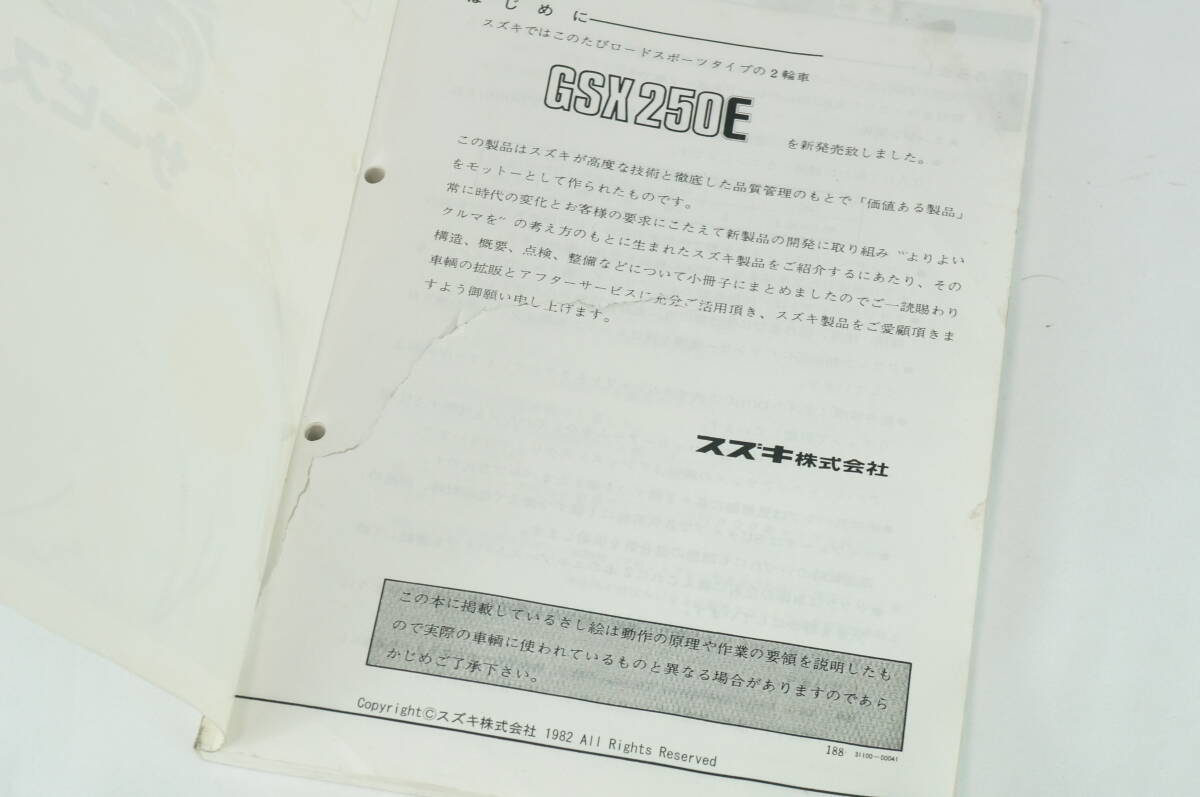 はじめに
スズキではこのたびロードスポーツタイプの2輪車
GSX250E
を新発売致しました。
この製品はスズキが高度な技術と徹底した品質管理のもとで「価値ある製品」
をモットーとして作られたものです。
常に時代の変化とお客様の要求にこたえて新製品の開発に取り組み“よりよい
クルマを”の考え方のもとに生まれたスズキ製品をご紹介するにあたり、その
構造、概要、点検、整備などについて小冊子にまとめましたのでご一読賜わり
車輌の拡販とアフターサービスに充分ご活用頂き、スズキ製品をご愛顧頂きま
すよう御願い申し上げます。
スズキ株式会社
この本に掲載しているさし絵は動作の原理や作業の要領を説明したも
ので実際の車輌に使われているものと異なる場合がありますのであら
かじめご了承下さい。
Copyright©スズキ株式会社 1982 All Rights Reserved
188 31100-00041
サービス